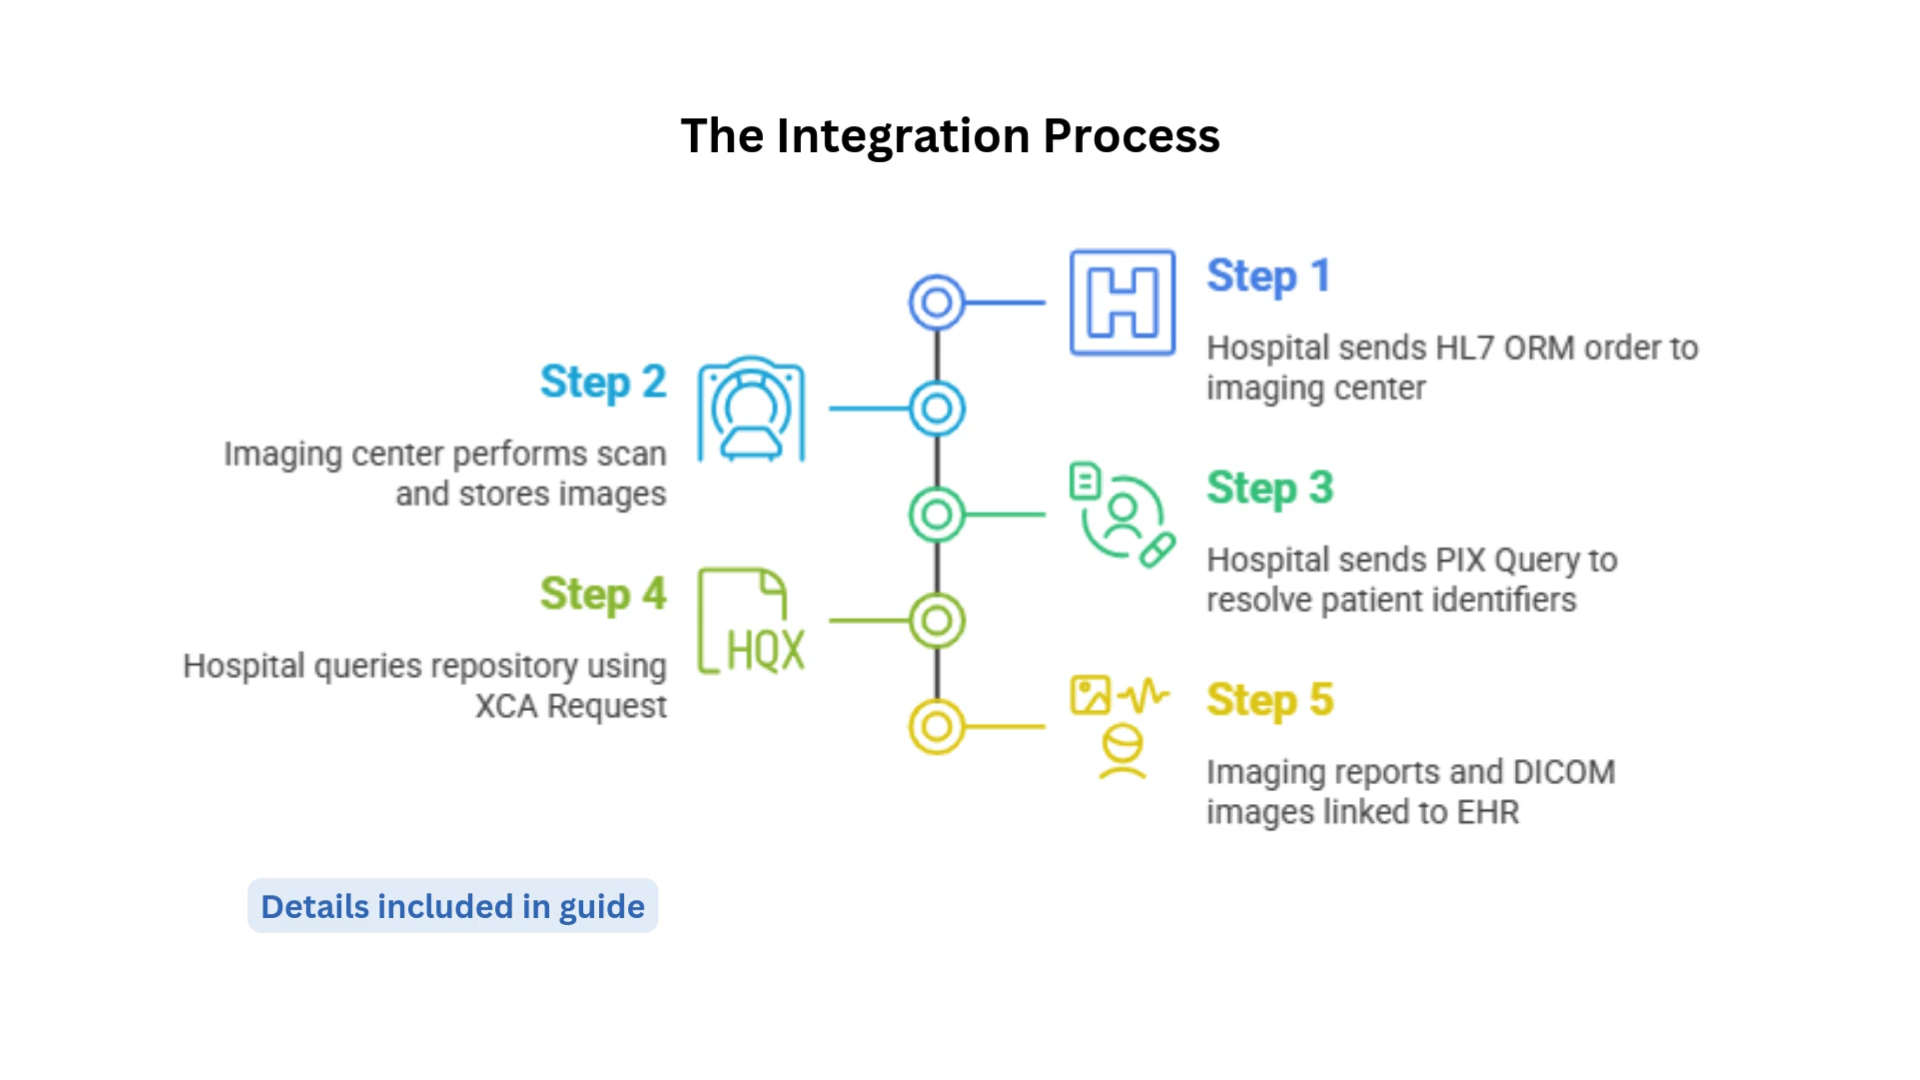 The Integration Process
Step 1
Hospital sends HL7 ORM order to
imaging center
Step 2
Imaging center performs scan
and stores images
Step 3
Hospital sends PIX Query to
resolve patient identifiers
Step 4
HQX
Hospital queries repository using
XCA Request
Step 5
Imaging reports and DICOM
images linked to EHR
Details included in guide